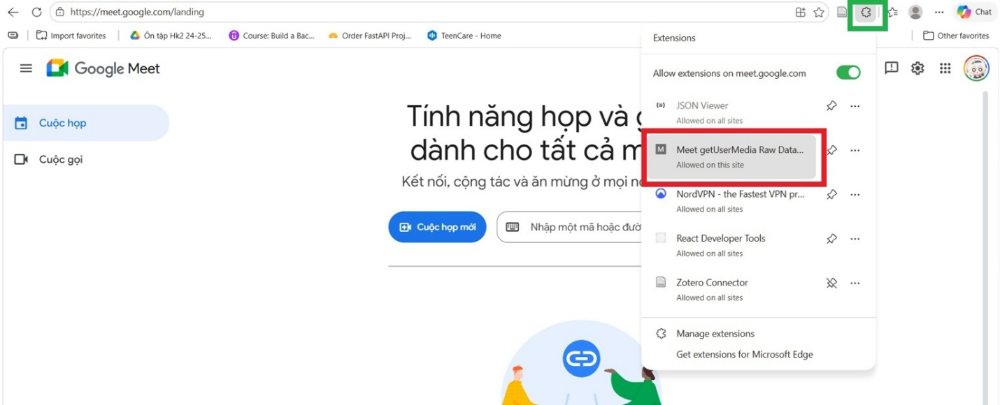 https://meet.google.com/landing
Chat
Import favorites
Ôn tập Hk2 24-25...
Course: Build a Bac...
Order FastAPI Proj...
TeenCare - Home
Other favorites
Google Meet
Cuộc họp
Cuộc gọi
Tính năng họp và g
dành cho tất cả m
Kết nối, cộng tác và ăn mừng ở mọi nơ
Cuộc họp mới
Nhập một mã hoặc đườ
Extensions
Allow extensions on meet.google.com
JSON Viewer
Allowed on all sites
M
Meet getUserMedia Raw Data...
Allowed on this site
NordVPN - the Fastest VPN pr...
Allowed on all sites
React Developer Tools
Allowed on all sites
Zotero Connector
Allowed on all sites
Manage extensions
Get extensions for Microsoft Edge